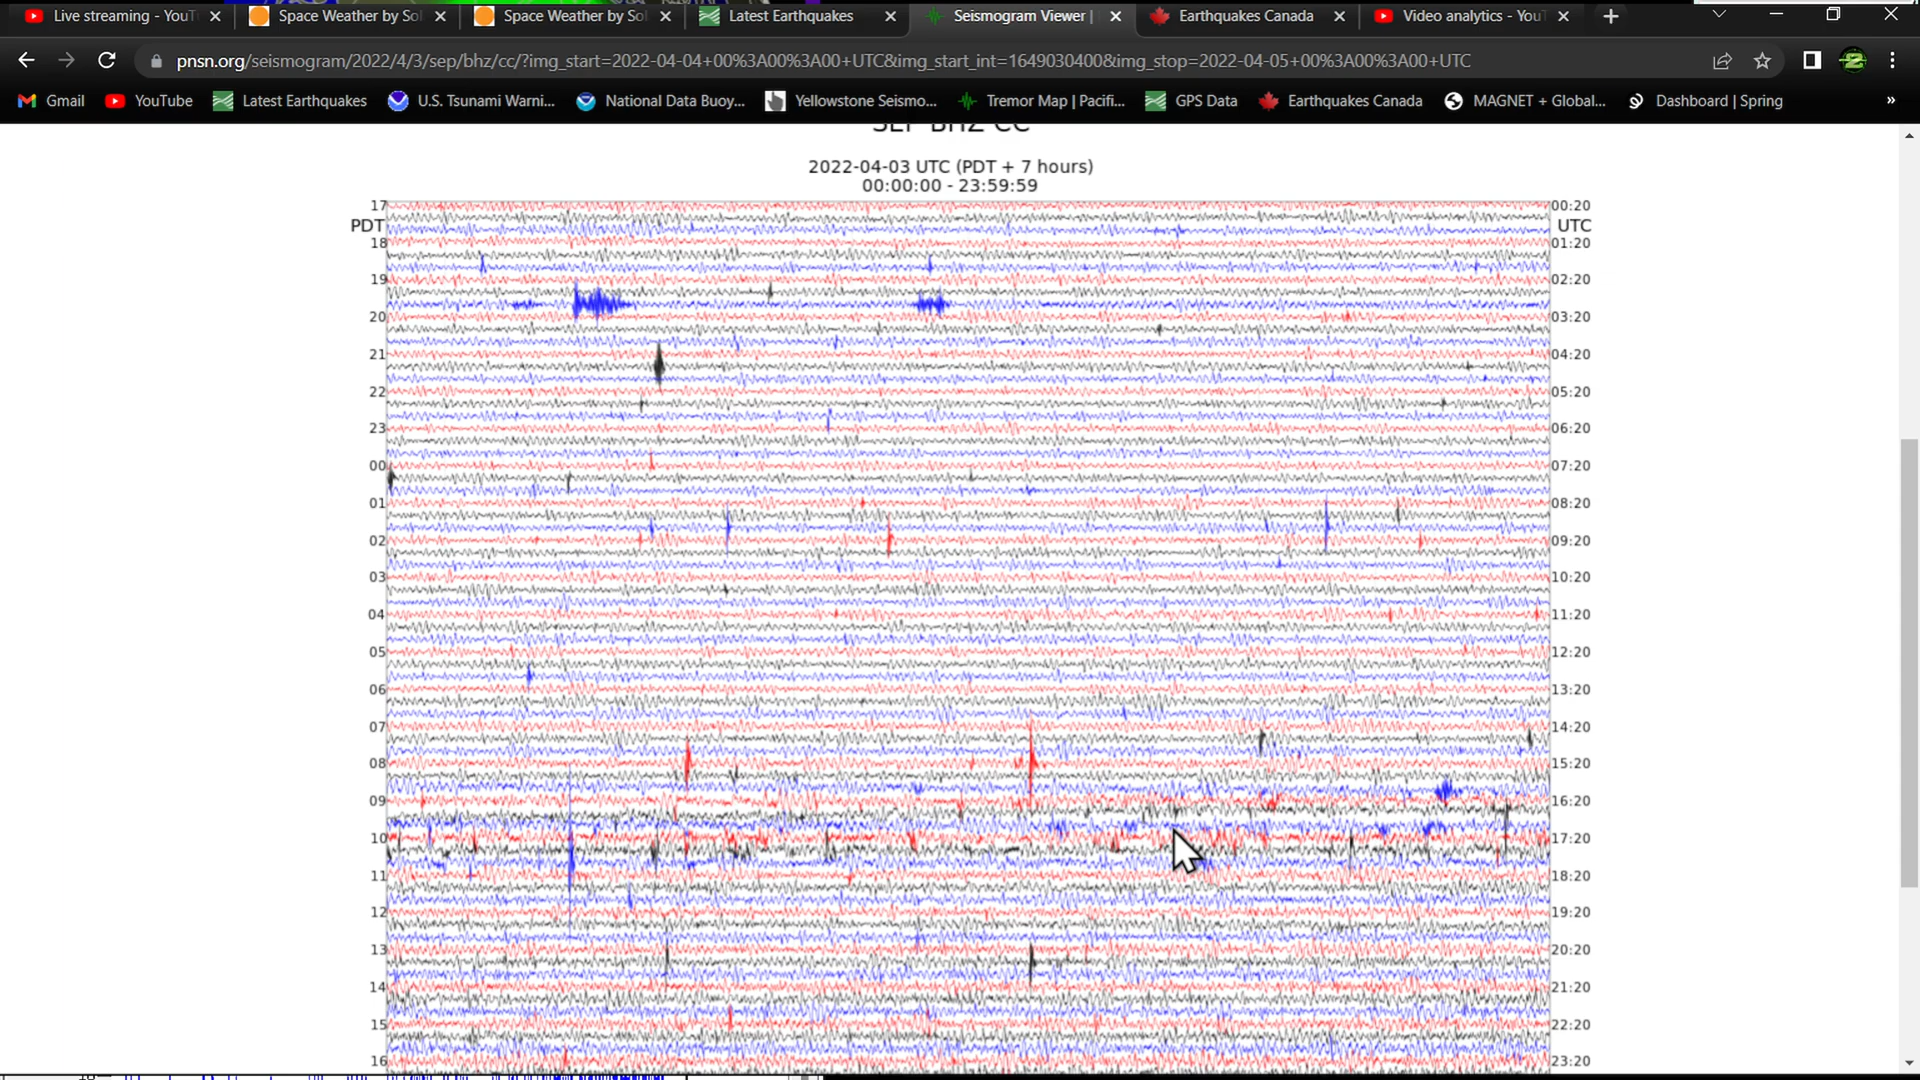 Live streaming - YouT
Space Weather by Sol
Space Weather by Sol
Latest Earthquakes
Seismogram Viewer |
Earthquakes Canada
Video analytics - YouT
pnsn.org/seismogram/2022/4/3/sep/bhz/cc/?img_start=2022-04-04+00%3A00%3A00+UTC&img_start_int=1649030400&img_stop=2022-04-05+00%3A00%3A00+UTC
Gmail
YouTube
Latest Earthquakes
U.S. Tsunami Warni...
National Data Buoy...
Yellowstone Seismo...
Tremor Map | Pacifi...
GPS Data
Earthquakes Canada
MAGNET + Global...
Dashboard | Spring
»
SEP BHZ CC
2022-04-03 UTC (PDT + 7 hours)
00:00:00 - 23:59:59
17 00:20
PDT UTC
18 01:20
19 02:20
20 03:20
21 04:20
22 05:20
23 06:20
00 07:20
01 08:20
02 09:20
03 10:20
04 11:20
05 12:20
06 13:20
07 14:20
08 15:20
09 16:20
10 17:20
11 18:20
12 19:20
13 20:20
14 21:20
15 22:20
16 23:20